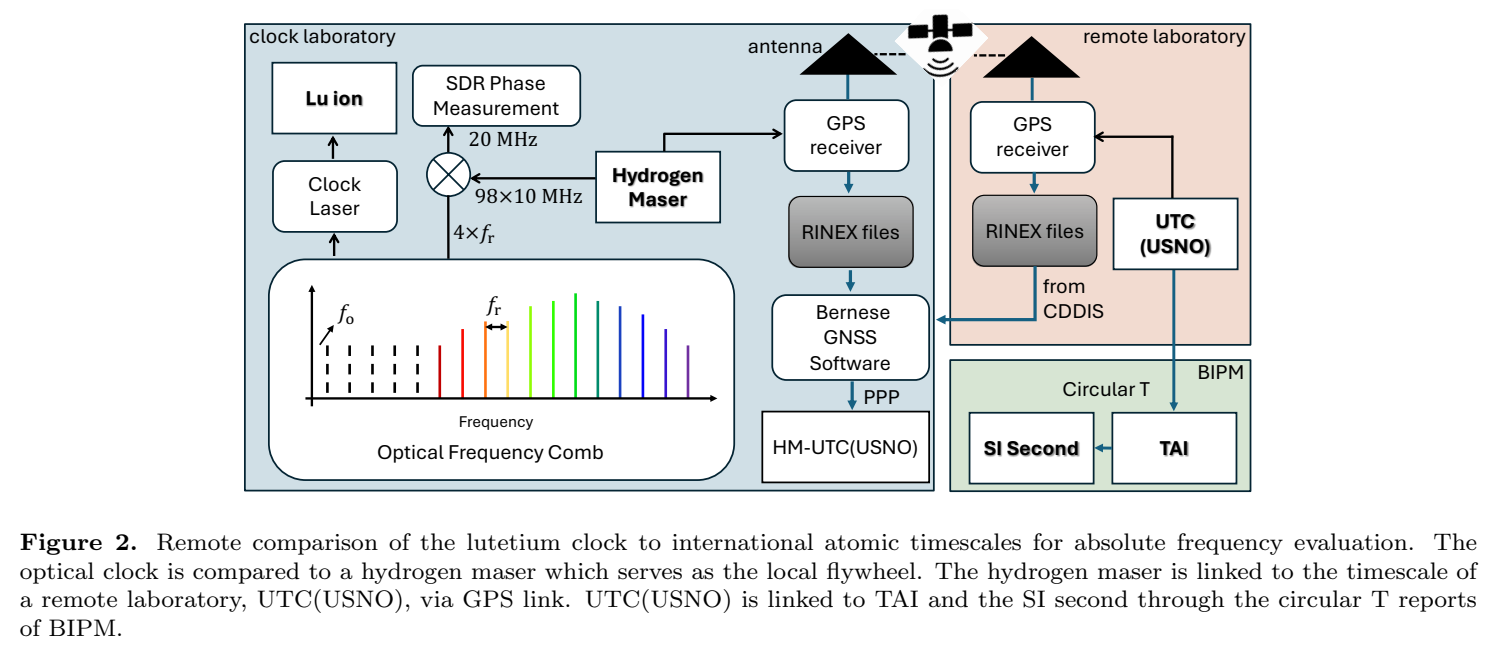 clock laboratory
Lu ion
SDR Phase
Measurement
20 MHz
98×10 MHz
Clock
Laser
4×fr
Hydrogen
Maser
antenna
GPS
receiver
RINEX files
Bernese
GNSS
Software
PPP
HM-UTC(USNO)
fo
fr
Frequency
Optical Frequency Comb
remote laboratory
GPS
receiver
RINEX files
UTC
(USNO)
from
CDDIS
BIPM
Circular T
SI Second
TAI
Figure 2. Remote comparison of the lutetium clock to international atomic timescales for absolute frequency evaluation. The
optical clock is compared to a hydrogen maser which serves as the local flywheel. The hydrogen maser is linked to the timescale of
a remote laboratory, UTC(USNO), via GPS link. UTC(USNO) is linked to TAI and the SI second through the circular T reports
of BIPM.